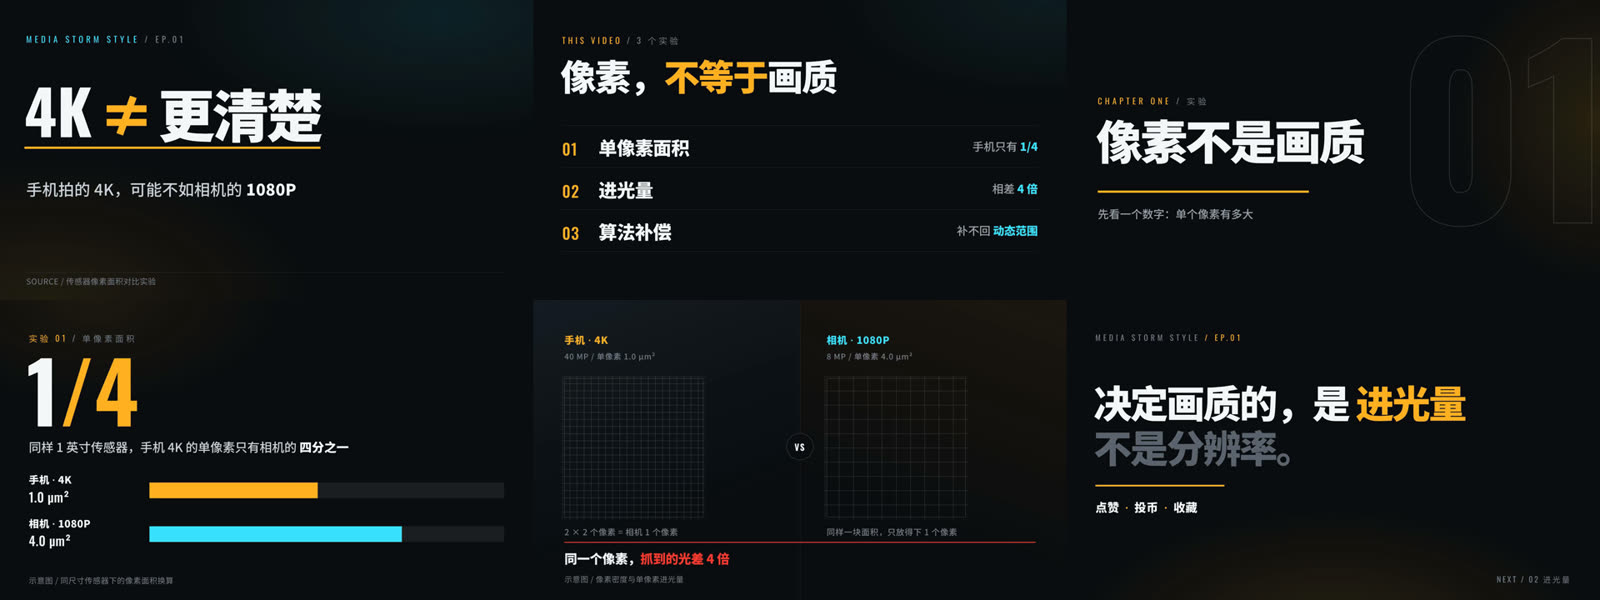 MEDIA STORM STYLE / EP.01
4K ≠ 更清楚
手机拍的 4K，可能不如相机的 1080P
SOURCE / 传感器像素面积对比实验
THIS VIDEO / 3 个实验
像素，不等于画质
01 单像素面积 手机只有 1/4
02 进光量 相差 4 倍
03 算法补偿 补不回 动态范围
CHAPTER ONE / 实验
像素不是画质
先看一个数字：单个像素有多大
01
实验 01 / 单像素面积
1/4
同样 1 英寸传感器，手机 4K 的单像素只有相机的 四分之一
手机 · 4K
1.0 μm²
相机 · 1080P
4.0 μm²
示意图 / 同尺寸传感器下的像素面积换算
手机 · 4K
40 MP / 单像素 1.0 μm²
2 × 2 个像素 = 相机 1 个像素
VS
相机 · 1080P
8 MP / 单像素 4.0 μm²
同样一块面积，只放得下 1 个像素
同一个像素，抓到的光差 4 倍
示意图 / 像素密度与单像素进光量
MEDIA STORM STYLE / EP.01
决定画质的，是 进光量
不是分辨率。
点赞 · 投币 · 收藏
NEXT / 02 进光量